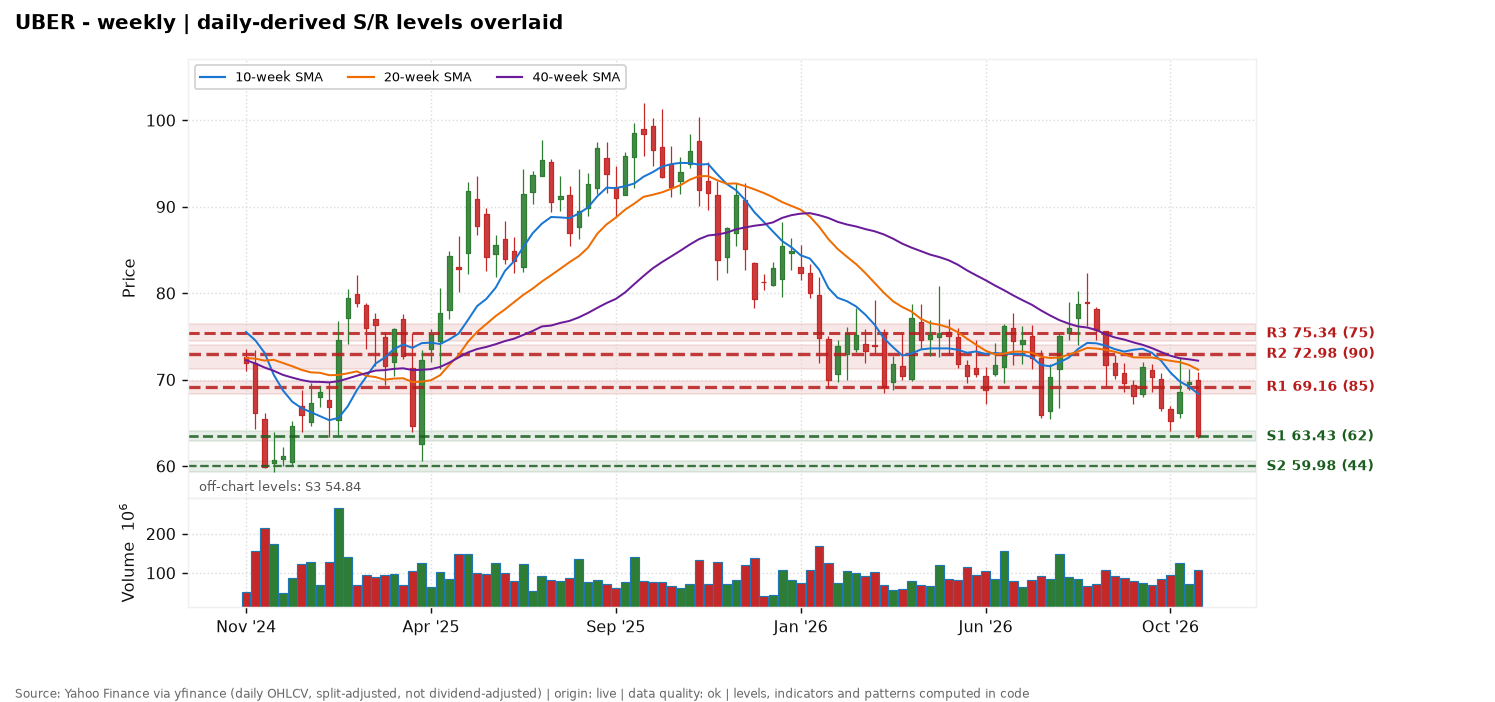 UBER - weekly | daily-derived S/R levels overlaid
10-week SMA
20-week SMA
40-week SMA
Price
100
90
80
70
60
R3 75.34 (75)
R2 72.98 (90)
R1 69.16 (85)
S1 63.43 (62)
S2 59.98 (44)
off-chart levels: S3 54.84
Volume 10⁶
200
100
Nov '24
Apr '25
Sep '25
Jan '26
Jun '26
Oct '26
Source: Yahoo Finance via yfinance (daily OHLCV, split-adjusted, not dividend-adjusted) | origin: live | data quality: ok | levels, indicators and patterns computed in code